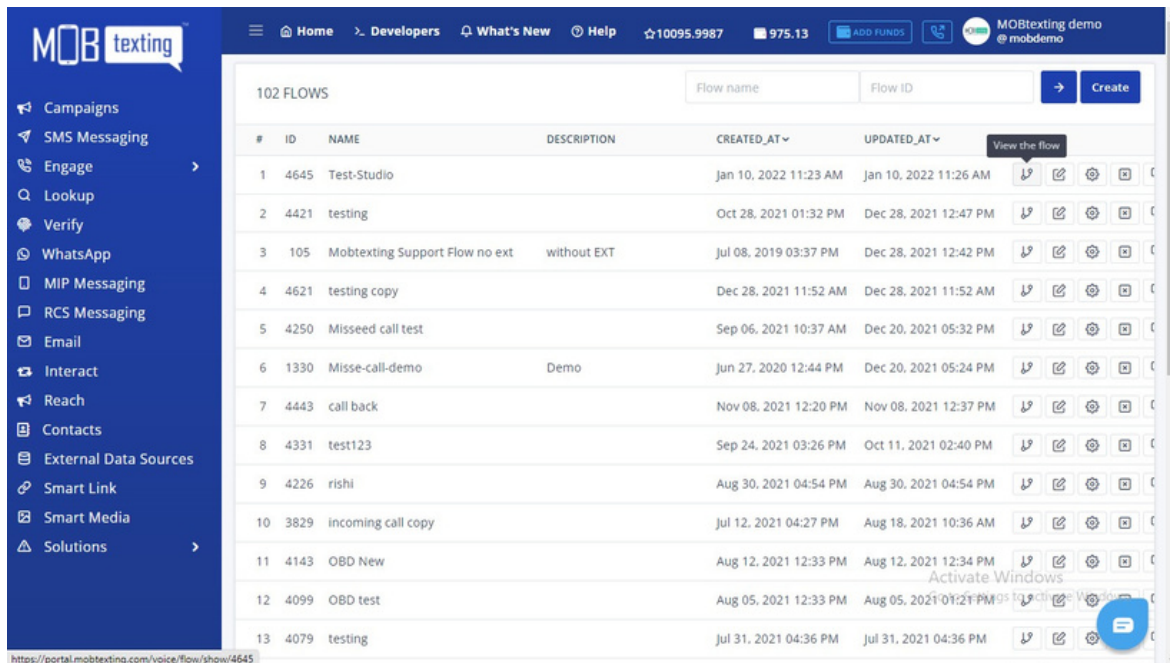 MOB texting
☰ Home Developers What's New Help 10095.9987 975.13 ADD FUNDS MOBtexting demo
@ mobdemo
Campaigns
SMS Messaging
Engage
Lookup
Verify
WhatsApp
MIP Messaging
RCS Messaging
Email
Interact
Reach
Contacts
External Data Sources
Smart Link
Smart Media
Solutions
102 FLOWS Flow name Flow ID Create
# ID NAME DESCRIPTION CREATED_AT UPDATED_AT
View the flow
1 4645 Test-Studio Jan 10, 2022 11:23 AM Jan 10, 2022 11:26 AM
2 4421 testing Oct 28, 2021 01:32 PM Dec 28, 2021 12:47 PM
3 105 Mobtexting Support Flow no ext without EXT Jul 08, 2019 03:37 PM Dec 28, 2021 12:42 PM
4 4621 testing copy Dec 28, 2021 11:52 AM Dec 28, 2021 11:52 AM
5 4250 Misseed call test Sep 06, 2021 10:37 AM Dec 20, 2021 05:32 PM
6 1330 Misse-call-demo Demo Jun 27, 2020 12:44 PM Dec 20, 2021 05:24 PM
7 4443 call back Nov 08, 2021 12:20 PM Nov 08, 2021 12:37 PM
8 4331 test123 Sep 24, 2021 03:26 PM Oct 11, 2021 02:40 PM
9 4226 rishi Aug 30, 2021 04:54 PM Aug 30, 2021 04:54 PM
10 3829 incoming call copy Jul 12, 2021 04:27 PM Aug 18, 2021 10:36 AM
11 4143 OBD New Aug 12, 2021 12:33 PM Aug 12, 2021 12:34 PM
Activate Windows
12 4099 OBD test Aug 05, 2021 12:33 PM Aug 05, 2021 01:21 PM
Go to Settings to activate Windows
13 4079 testing Jul 31, 2021 04:36 PM Jul 31, 2021 04:36 PM
https://portal.mobtexting.com/voice/flow/show/4645